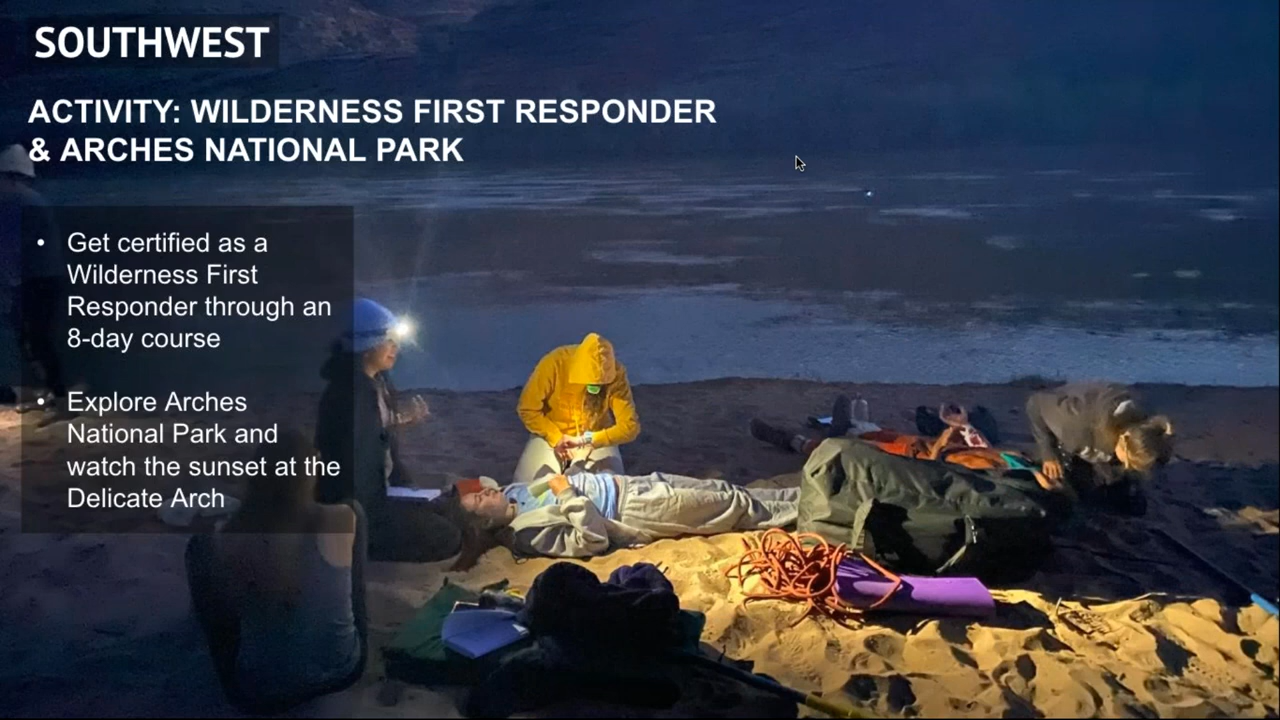 SOUTHWEST
ACTIVITY: WILDERNESS FIRST RESPONDER
& ARCHES NATIONAL PARK
• Get certified as a
Wilderness First
Responder through an
8-day course
• Explore Arches
National Park and
watch the sunset at the
Delicate Arch